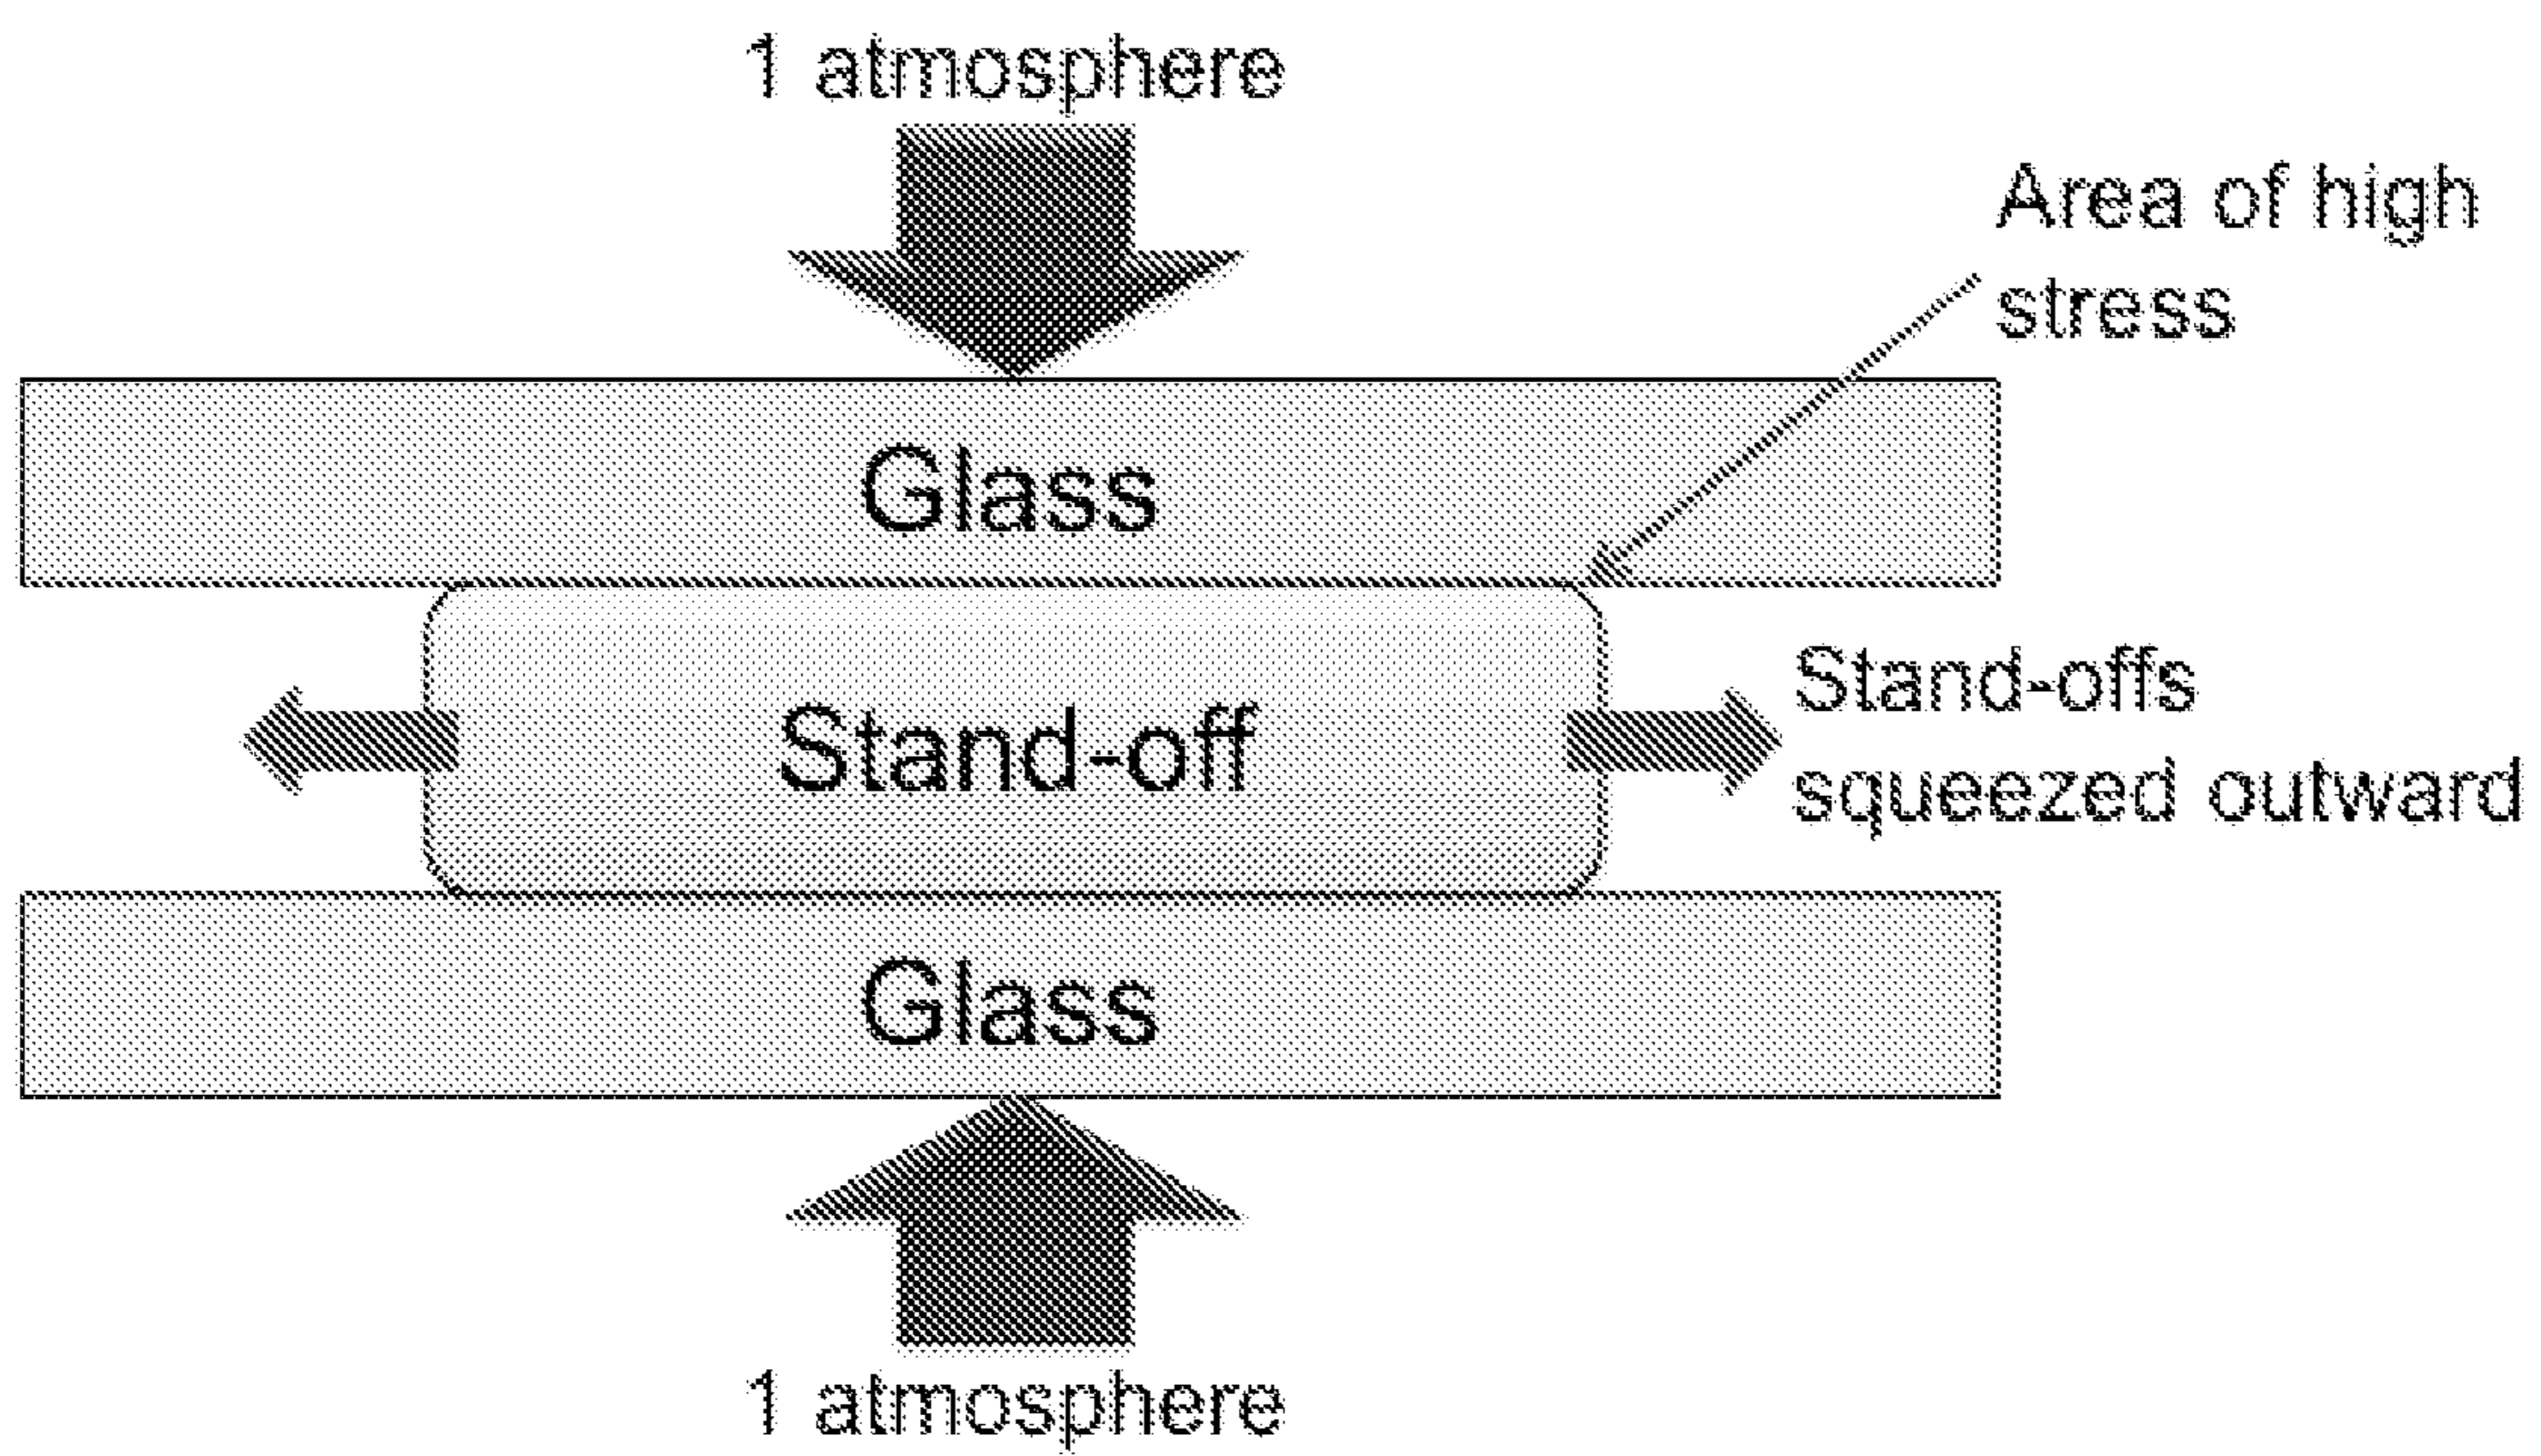 1 atmosphere
Area of high
stress
Glass
Stand-off
Stand-offs
squeezed outward
Glass
1 atmosphere